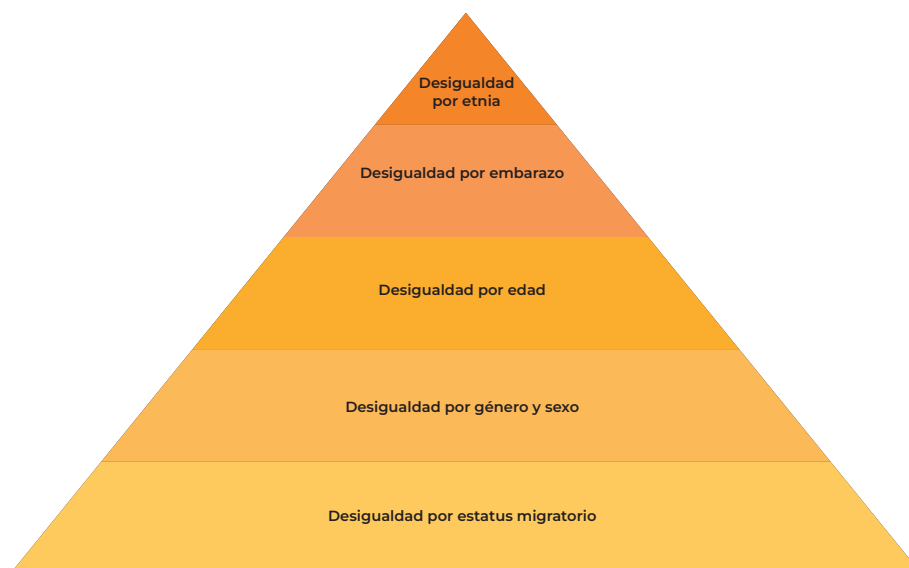 Desigualdad
por etnia
Desigualdad por embarazo
Desigualdad por edad
Desigualdad por género y sexo
Desigualdad por estatus migratorio